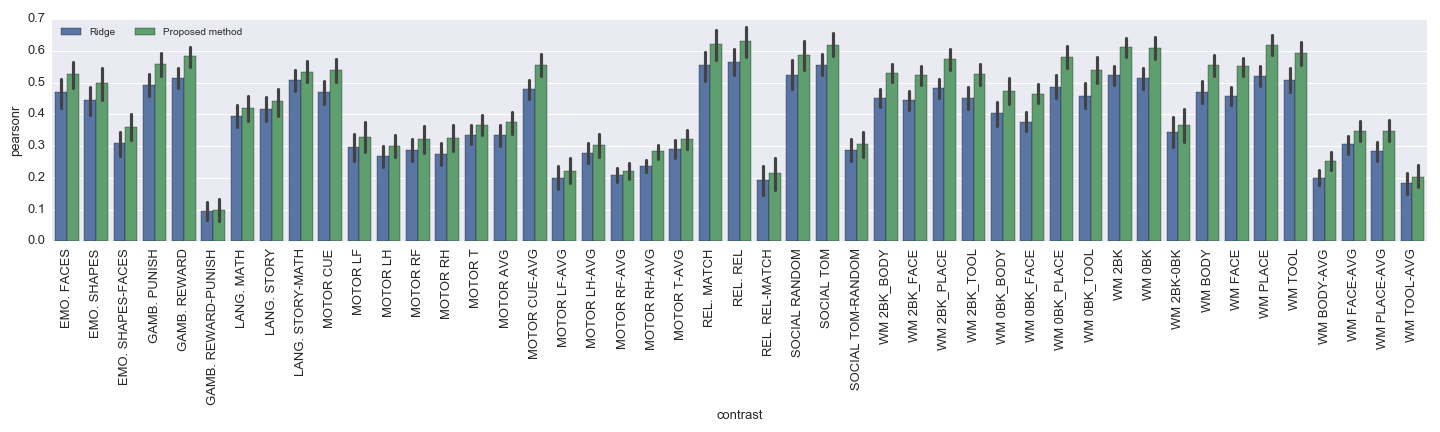 0.7
0.6
0.5
0.4
0.3
0.2
0.1
0.0
pearsonr
Ridge
Proposed method
EMO. FACES
EMO. SHAPES
EMO. SHAPES-FACES
GAMB. PUNISH
GAMB. REWARD
GAMB. REWARD-PUNISH
LANG. MATH
LANG. STORY
LANG. STORY-MATH
MOTOR CUE
MOTOR LF
MOTOR LH
MOTOR RF
MOTOR RH
MOTOR T
MOTOR AVG
MOTOR CUE-AVG
MOTOR LF-AVG
MOTOR LH-AVG
MOTOR RF-AVG
MOTOR RH-AVG
MOTOR T-AVG
REL. MATCH
REL. REL
REL. REL-MATCH
SOCIAL RANDOM
SOCIAL TOM
SOCIAL TOM-RANDOM
WM 2BK_BODY
WM 2BK_FACE
WM 2BK_PLACE
WM 2BK_TOOL
WM 0BK_BODY
WM 0BK_FACE
WM 0BK_PLACE
WM 0BK_TOOL
WM 2BK
WM 0BK
WM 2BK-0BK
WM BODY
WM FACE
WM PLACE
WM TOOL
WM BODY-AVG
WM FACE-AVG
WM PLACE-AVG
WM TOOL-AVG
contrast